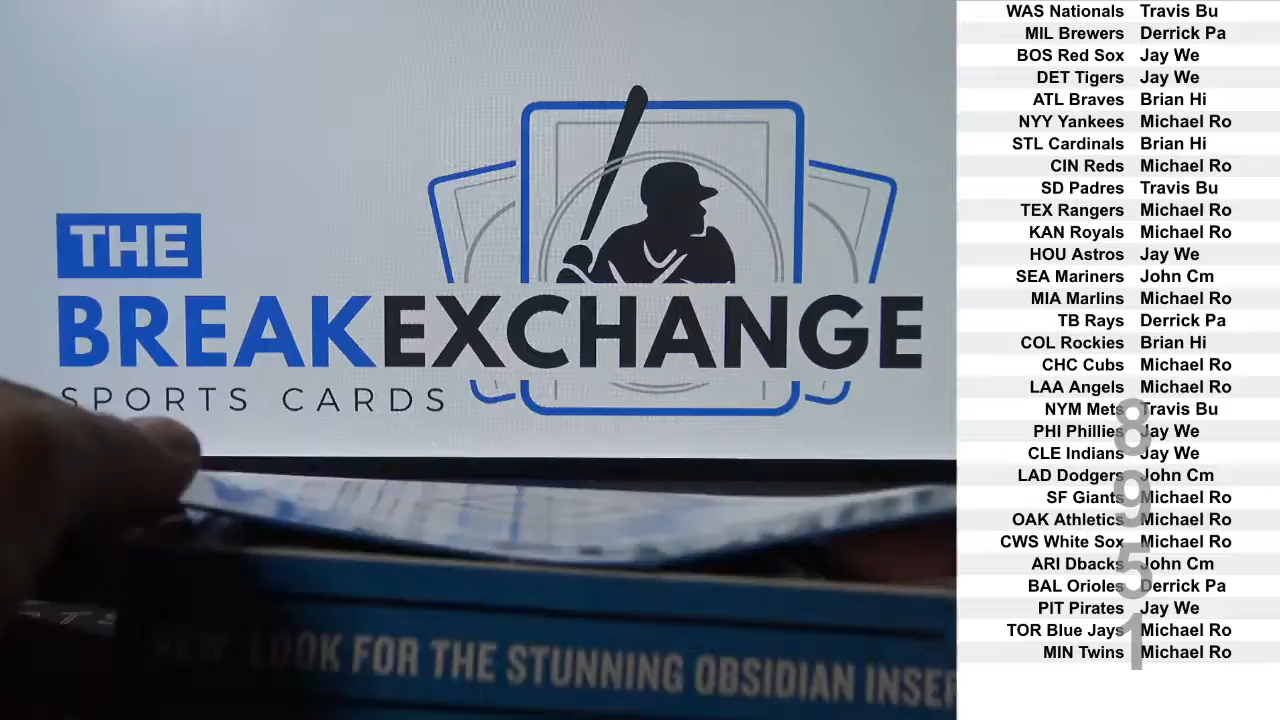 THE
BREAKEXCHANGE
SPORTS CARDS
LOOK FOR THE STUNNING OBSIDIAN INSER
WAS Nationals Travis Bu
MIL Brewers Derrick Pa
BOS Red Sox Jay We
DET Tigers Jay We
ATL Braves Brian Hi
NYY Yankees Michael Ro
STL Cardinals Brian Hi
CIN Reds Michael Ro
SD Padres Travis Bu
TEX Rangers Michael Ro
KAN Royals Michael Ro
HOU Astros Jay We
SEA Mariners John Cm
MIA Marlins Michael Ro
TB Rays Derrick Pa
COL Rockies Brian Hi
CHC Cubs Michael Ro
LAA Angels Michael Ro
NYM Mets Travis Bu
PHI Phillies Jay We
CLE Indians Jay We
LAD Dodgers John Cm
SF Giants Michael Ro
OAK Athletics Michael Ro
CWS White Sox Michael Ro
ARI Dbacks John Cm
BAL Orioles Derrick Pa
PIT Pirates Jay We
TOR Blue Jays Michael Ro
MIN Twins Michael Ro
8
9
5
1